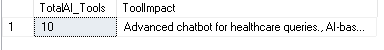 TotalAI_Tools ToolImpact
1 10 Advanced chatbot for healthcare queries., AI-bas...